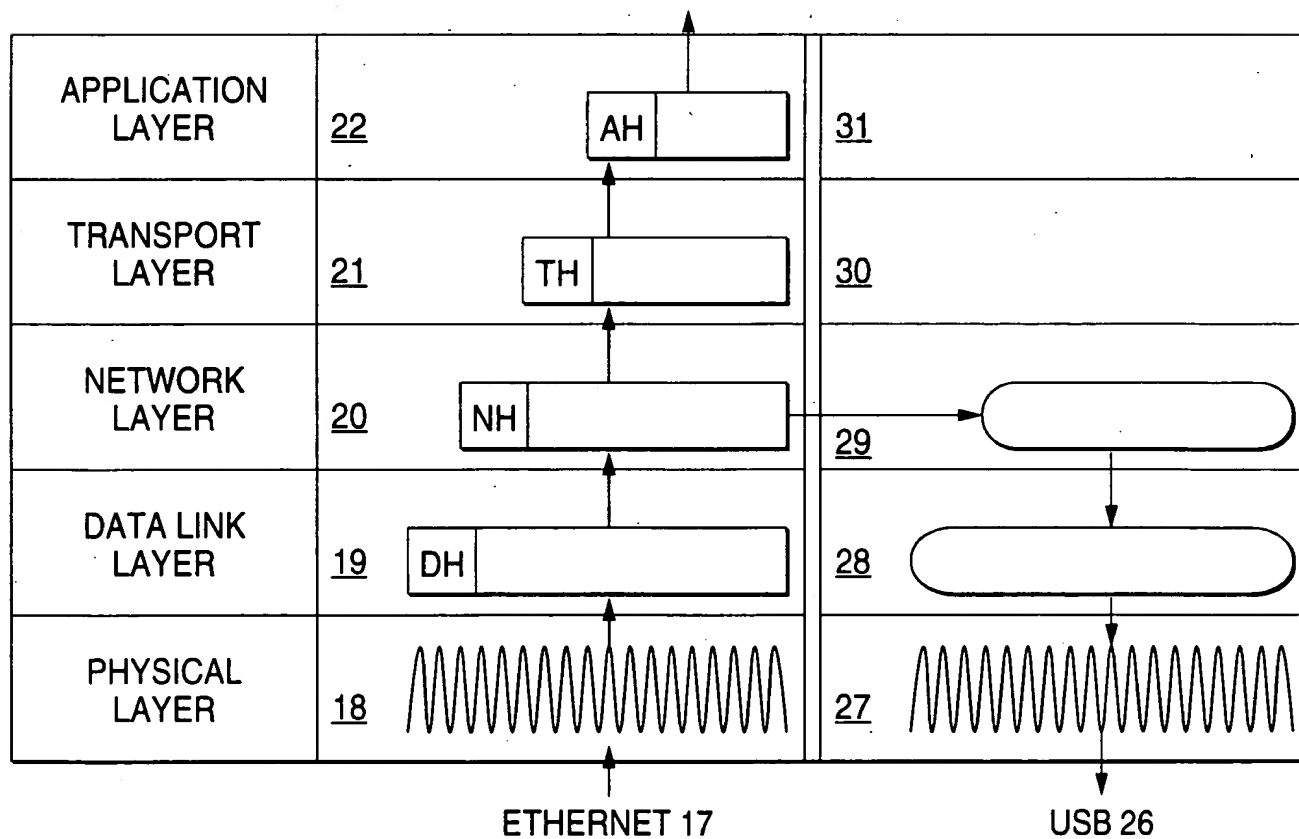 APPLICATION
LAYER
22
AH
31
TRANSPORT
LAYER
21
TH
30
NETWORK
LAYER
20
NH
29
DATA LINK
LAYER
19
DH
28
PHYSICAL
LAYER
18
27
ETHERNET 17
USB 26